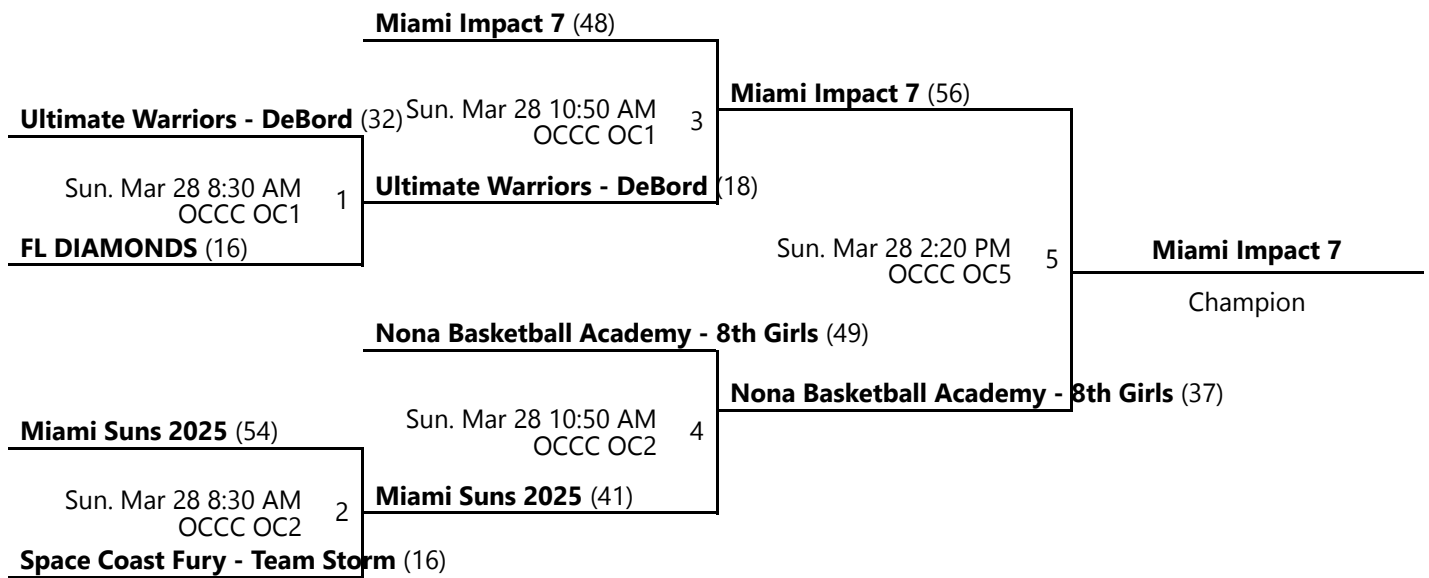 Miami Impact 7 (48)
Miami Impact 7 (56)
Ultimate Warriors - DeBord (32)
Sun. Mar 28 10:50 AM
OCCC OC1
3
Sun. Mar 28 8:30 AM
OCCC OC1
1
Ultimate Warriors - DeBord (18)
FL DIAMONDS (16)
Sun. Mar 28 2:20 PM
OCCC OC5
5
Miami Impact 7
Champion
Nona Basketball Academy - 8th Girls (49)
Nona Basketball Academy - 8th Girls (37)
Sun. Mar 28 10:50 AM
OCCC OC2
4
Miami Suns 2025 (54)
Sun. Mar 28 8:30 AM
OCCC OC2
2
Miami Suns 2025 (41)
Space Coast Fury - Team Storm (16)